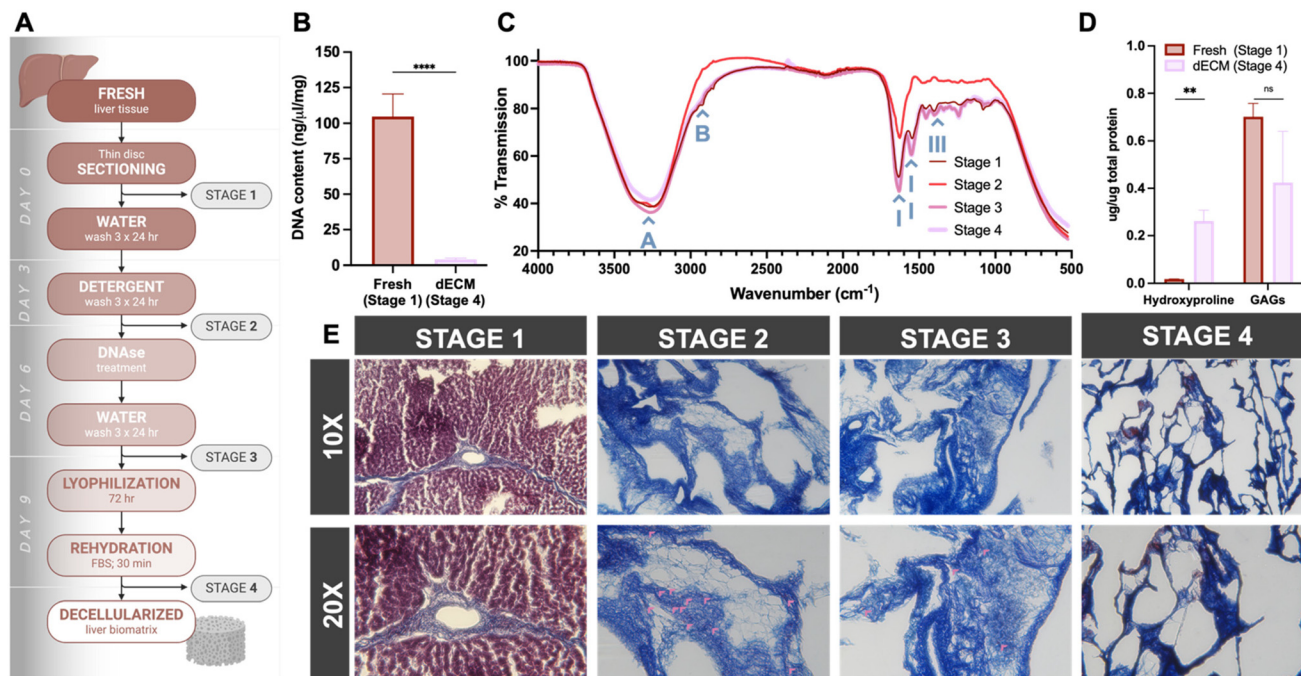 A
FRESH
liver tissue
DAY 0
Thin disc
SECTIONING
STAGE 1
WATER
wash 3 x 24 hr
DAY 3
DETERGENT
wash 3 x 24 hr
STAGE 2
DAY 6
DNAse
treatment
WATER
wash 3 x 24 hr
STAGE 3
DAY 9
LYOPHILIZATION
72 hr
REHYDRATION
FBS; 30 min
STAGE 4
DECELLULARIZED
liver biomatrix
B
DNA content (ng/µl/mg)
150
125
100
75
50
25
0
****
Fresh
(Stage 1)
dECM
(Stage 4)
C
% Transmission
100
80
60
40
20
A
B
I
I
I
III
Stage 1
Stage 2
Stage 3
Stage 4
4000
3500
3000
2500
2000
1500
1000
500
Wavenumber (cm-1)
D
ug/ug total protein
1.0
0.8
0.6
0.4
0.2
0.0
Fresh (Stage 1)
dECM (Stage 4)
**
ns
Hydroxyproline
GAGs
E
STAGE 1
STAGE 2
STAGE 3
STAGE 4
10X
20X